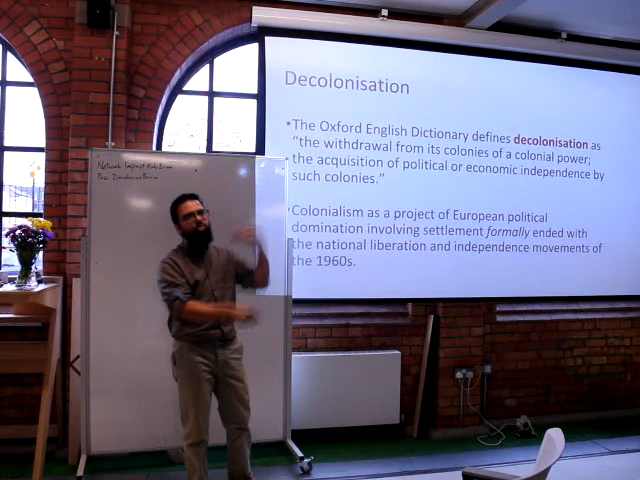 Decolonisation
•The Oxford English Dictionary defines decolonisation as
"the withdrawal from its colonies of a colonial power;
the acquisition of political or economic independence by
such colonies."
Colonialism as a project of European political
domination involving settlement formally ended with
the national liberation and independence movements of
the 1960s.
Network: